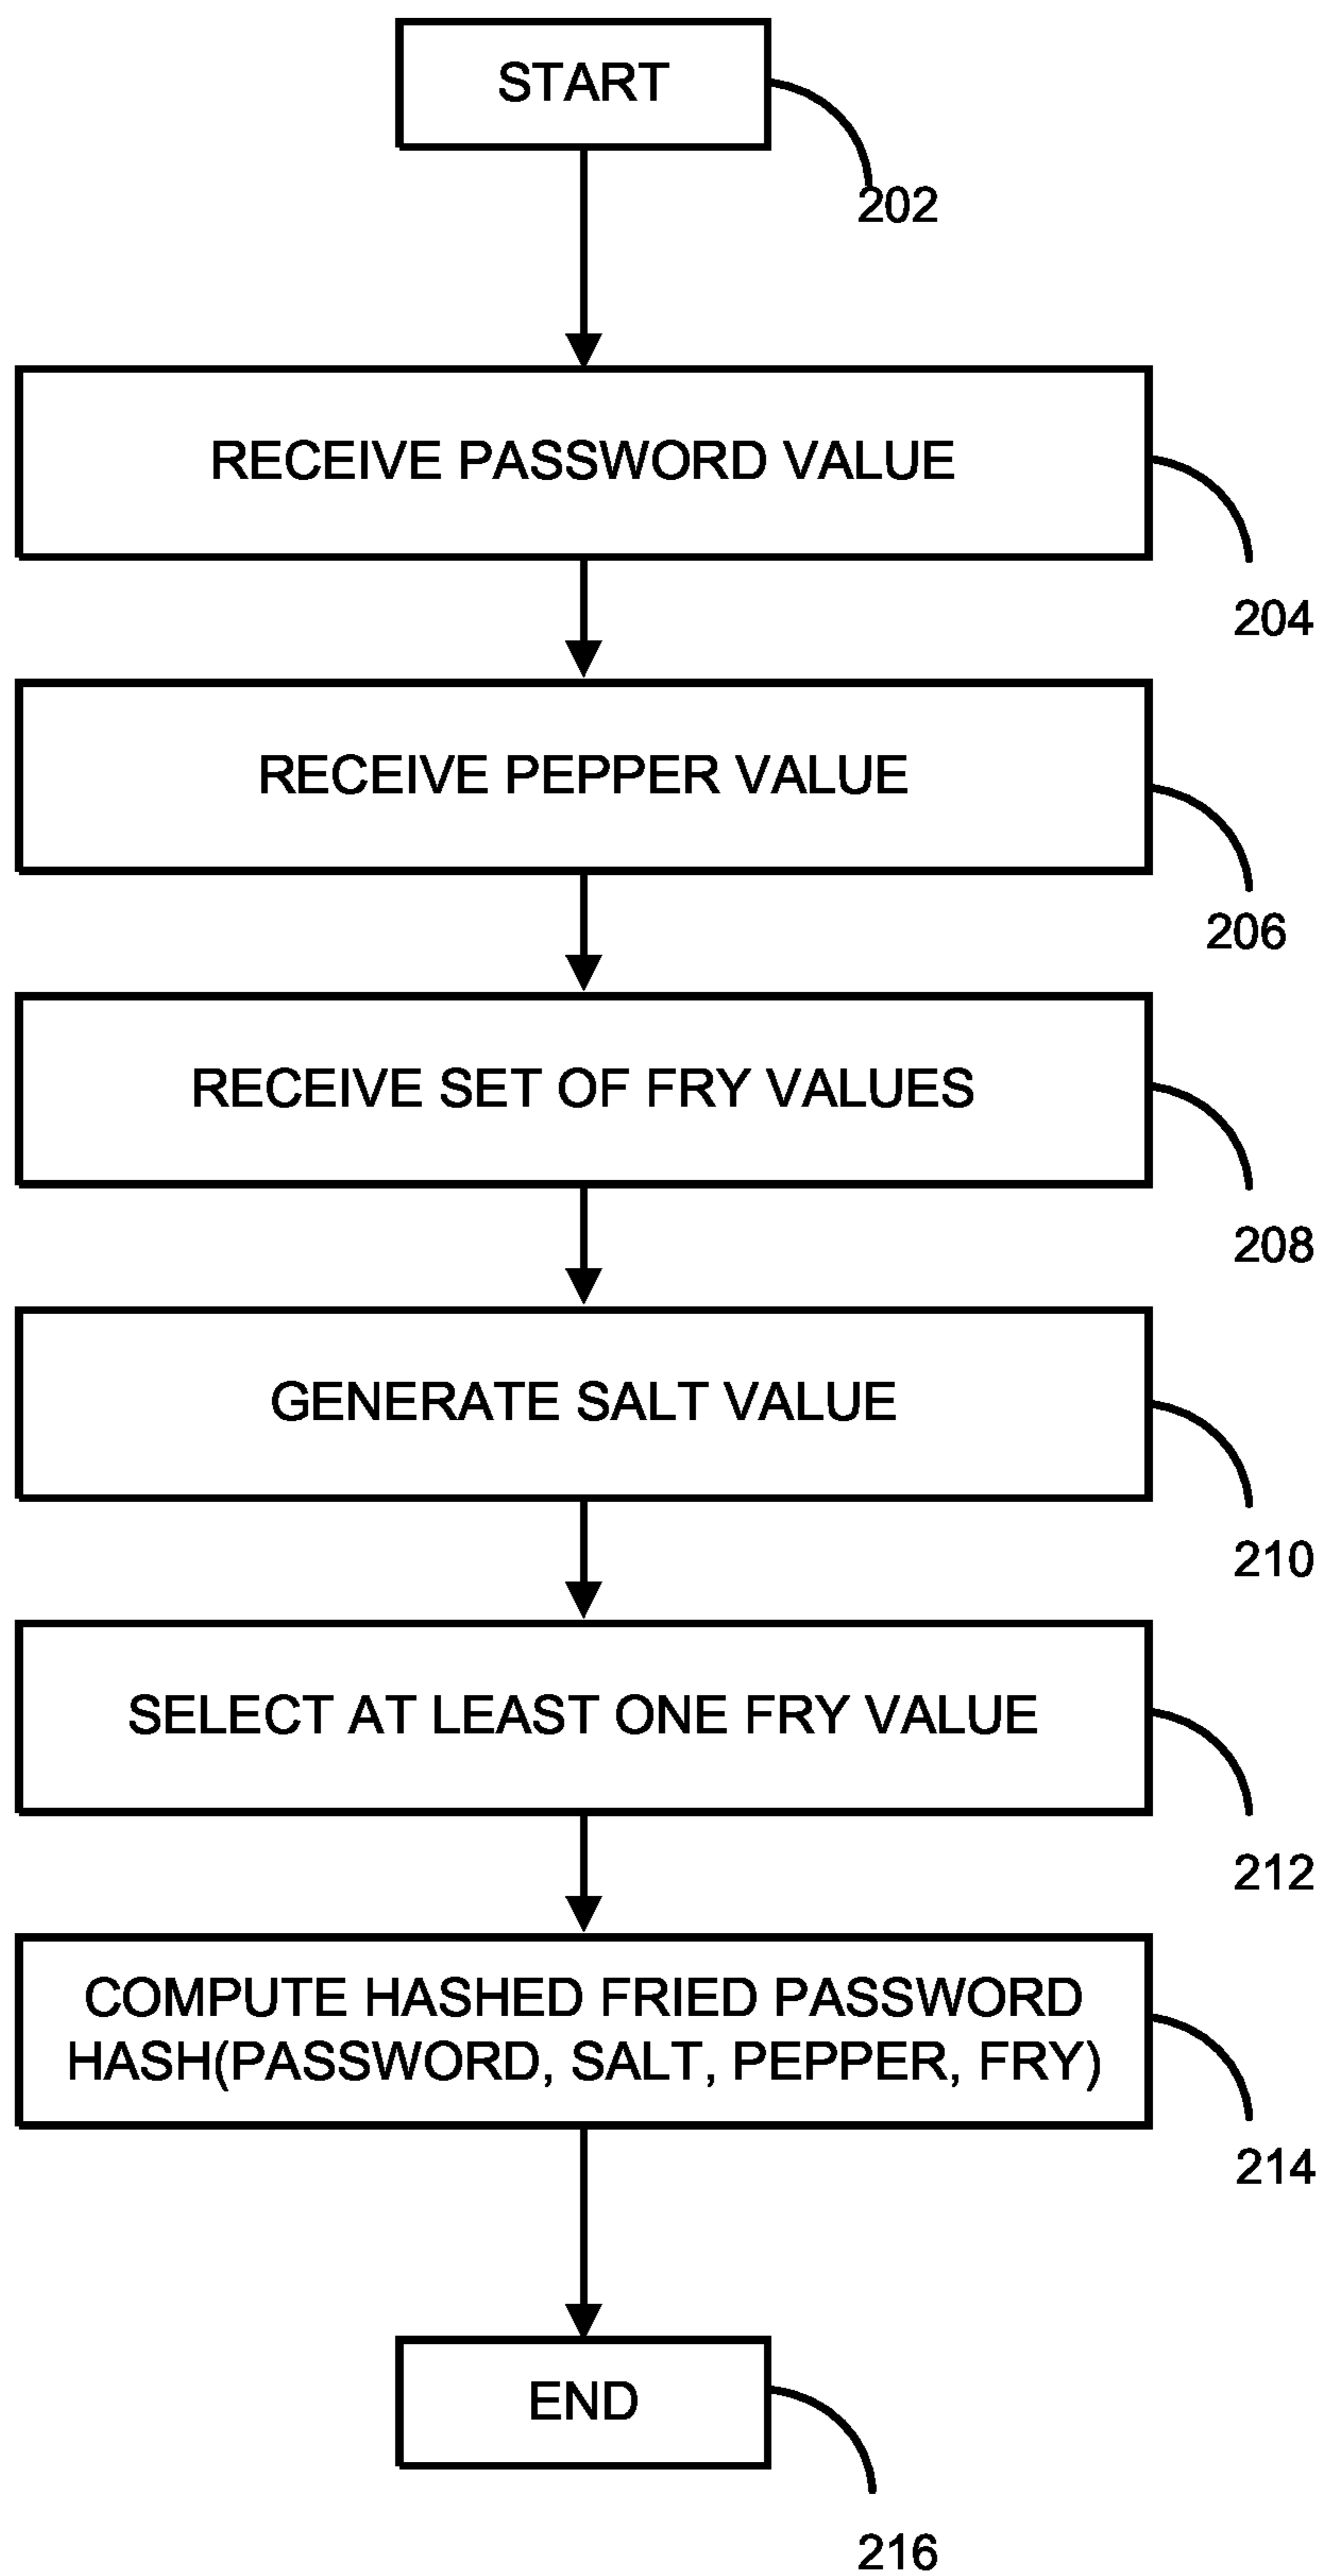 START
202
RECEIVE PASSWORD VALUE
204
RECEIVE PEPPER VALUE
206
RECEIVE SET OF FRY VALUES
208
GENERATE SALT VALUE
210
SELECT AT LEAST ONE FRY VALUE
212
COMPUTE HASHED FRIED PASSWORD
HASH(PASSWORD, SALT, PEPPER, FRY)
214
END
216